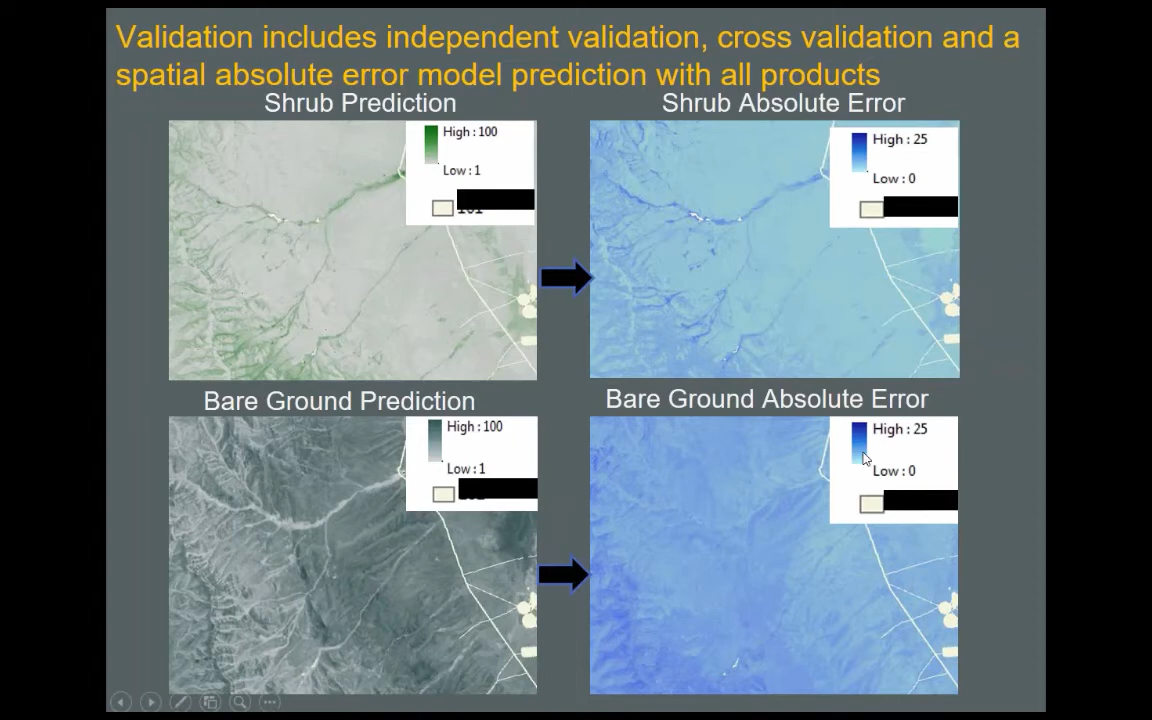 Validation includes independent validation, cross validation and a
spatial absolute error model prediction with all products
Shrub Prediction
Shrub Absolute Error
High : 100
Low : 1
High : 25
Low : 0
Bare Ground Prediction
Bare Ground Absolute Error
High : 100
Low : 1
High : 25
Low : 0